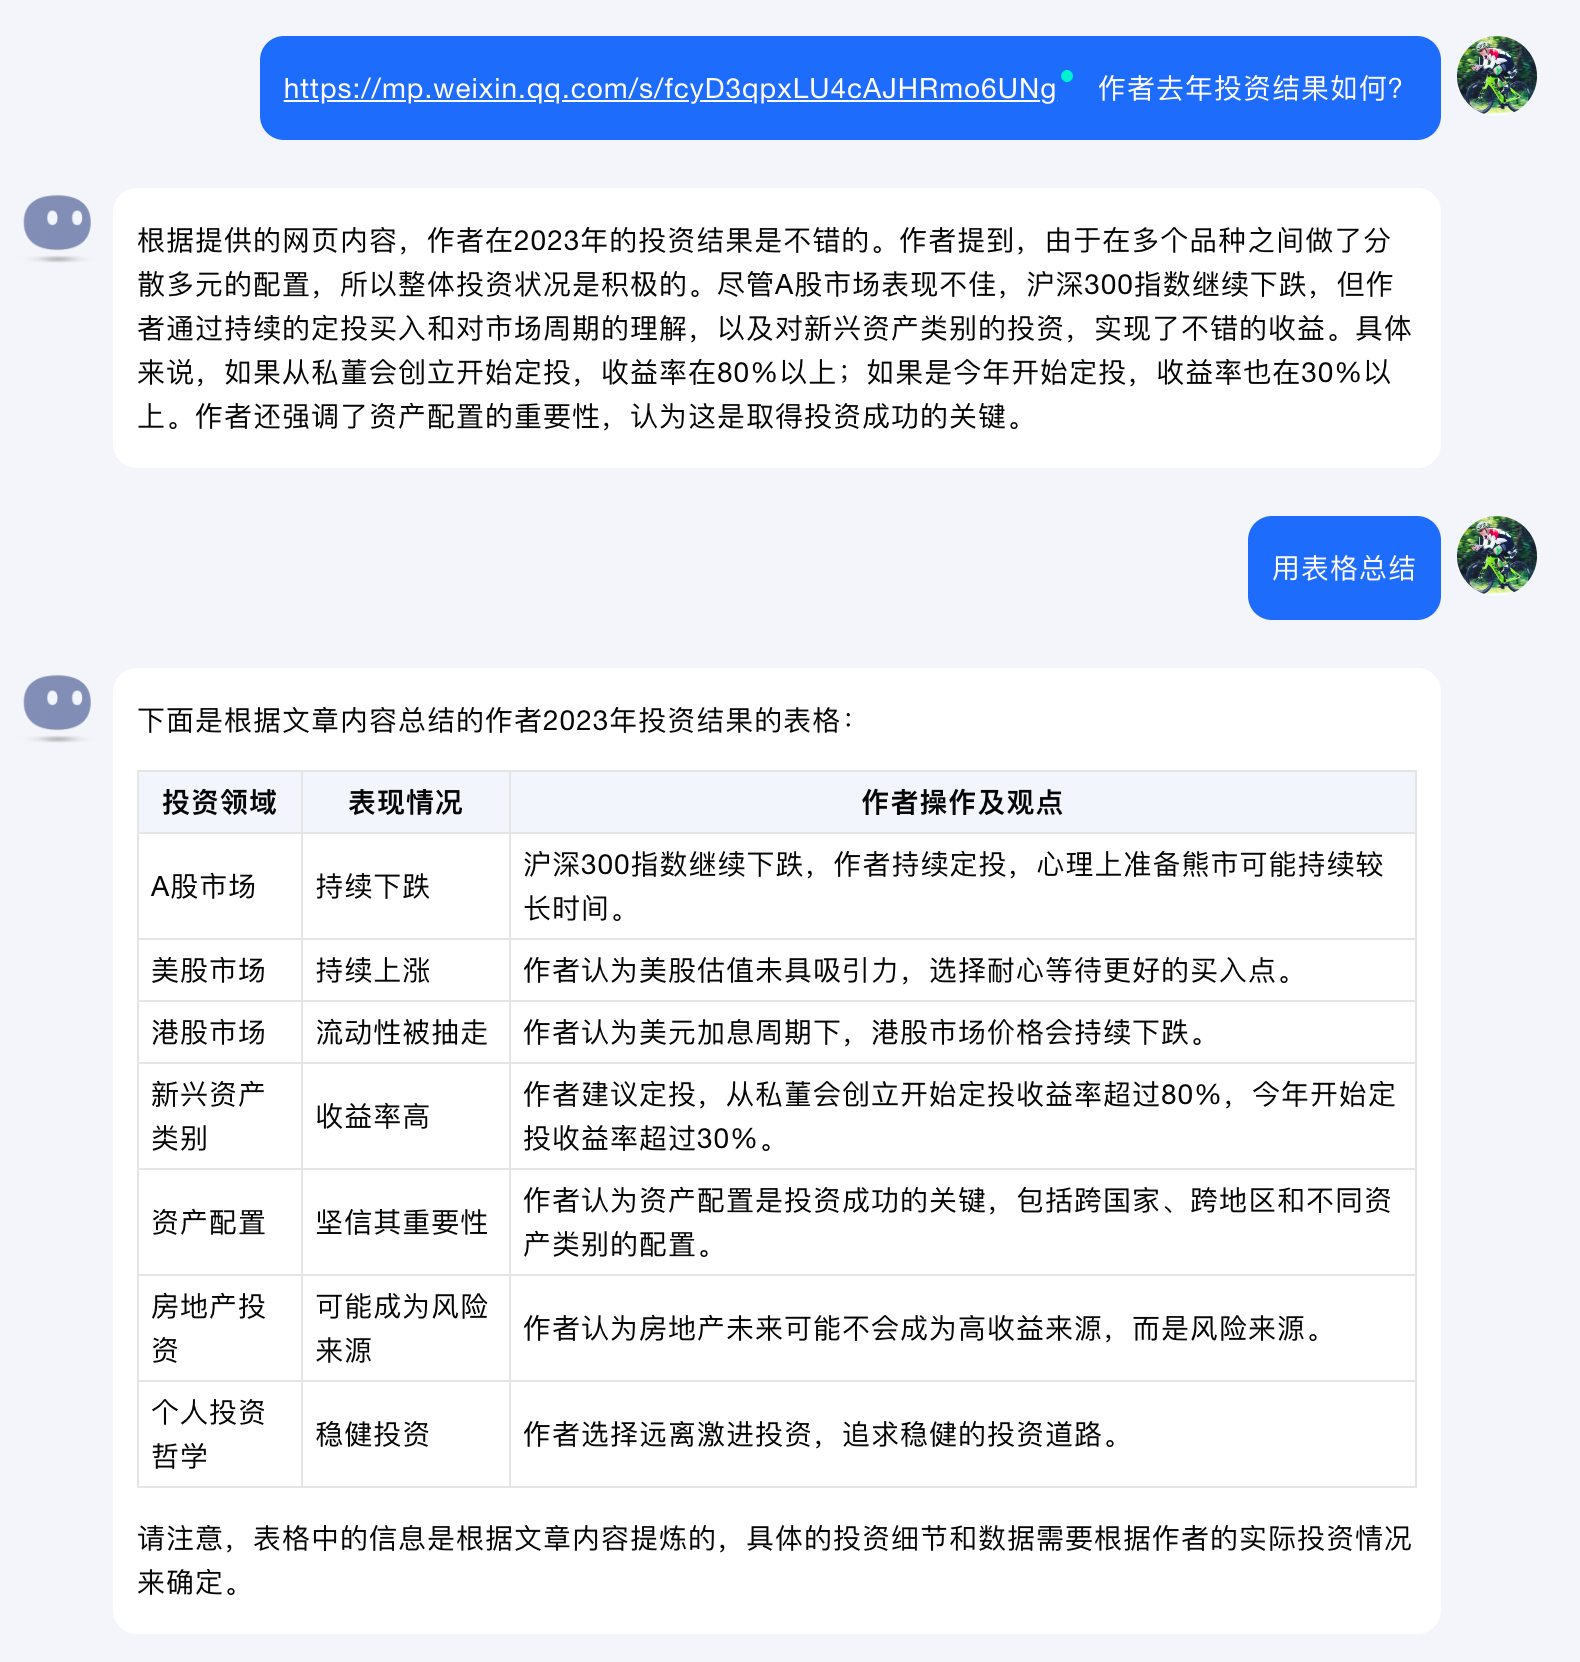 https://mp.weixin.qq.com/s/fcyD3qpxLU4cAJHRmo6UNg 作者去年投资结果如何？
根据提供的网页内容，作者在2023年的投资结果是不错的。作者提到，由于在多个品种之间做了分
散多元的配置，所以整体投资状况是积极的。尽管A股市场表现不佳，沪深300指数继续下跌，但作
者通过持续的定投买入和对市场周期的理解，以及对新兴资产类别的投资，实现了不错的收益。具体
来说，如果从私董会创立开始定投，收益率在80%以上；如果是今年开始定投，收益率也在30%以
上。作者还强调了资产配置的重要性，认为这是取得投资成功的关键。
用表格总结
下面是根据文章内容总结的作者2023年投资结果的表格：
投资领域 表现情况 作者操作及观点
A股市场 持续下跌 沪深300指数继续下跌，作者持续定投，心理上准备熊市可能持续较
长时间。
美股市场 持续上涨 作者认为美股估值未具吸引力，选择耐心等待更好的买入点。
港股市场 流动性被抽走 作者认为美元加息周期下，港股市场价格会持续下跌。
新兴资产
类别
收益率高
作者建议定投，从私董会创立开始定投收益率超过80%，今年开始定
投收益率超过30%。
资产配置 坚信其重要性 作者认为资产配置是投资成功的关键，包括跨国家、跨地区和不同资
产类别的配置。
房地产投
资
可能成为风险
来源
作者认为房地产未来可能不会成为高收益来源，而是风险来源。
个人投资
哲学
稳健投资
作者选择远离激进投资，追求稳健的投资道路。
请注意，表格中的信息是根据文章内容提炼的，具体的投资细节和数据需要根据作者的实际投资情况
来确定。